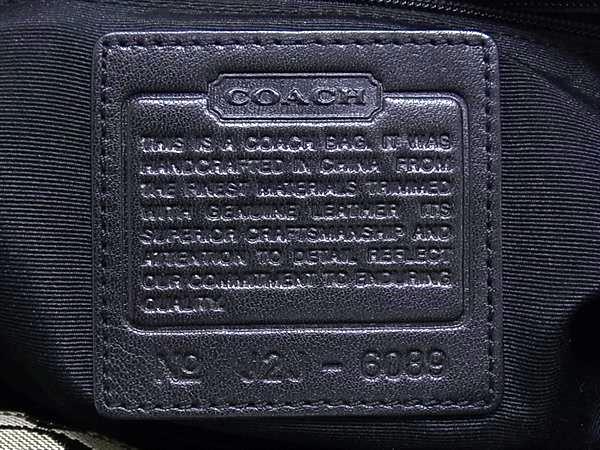 COACH
THIS IS A COACH BAG. IT WAS
HANDCRAFTED IN CHINA FROM
THE FINEST MATERIALS TRIMMED
WITH GENUINE LEATHER. ITS
SUPERIOR CRAFTSMANSHIP AND
ATTENTION TO DETAIL REFLECT
OUR COMMITMENT TO ENDURING
QUALITY.
No J2J - 6089